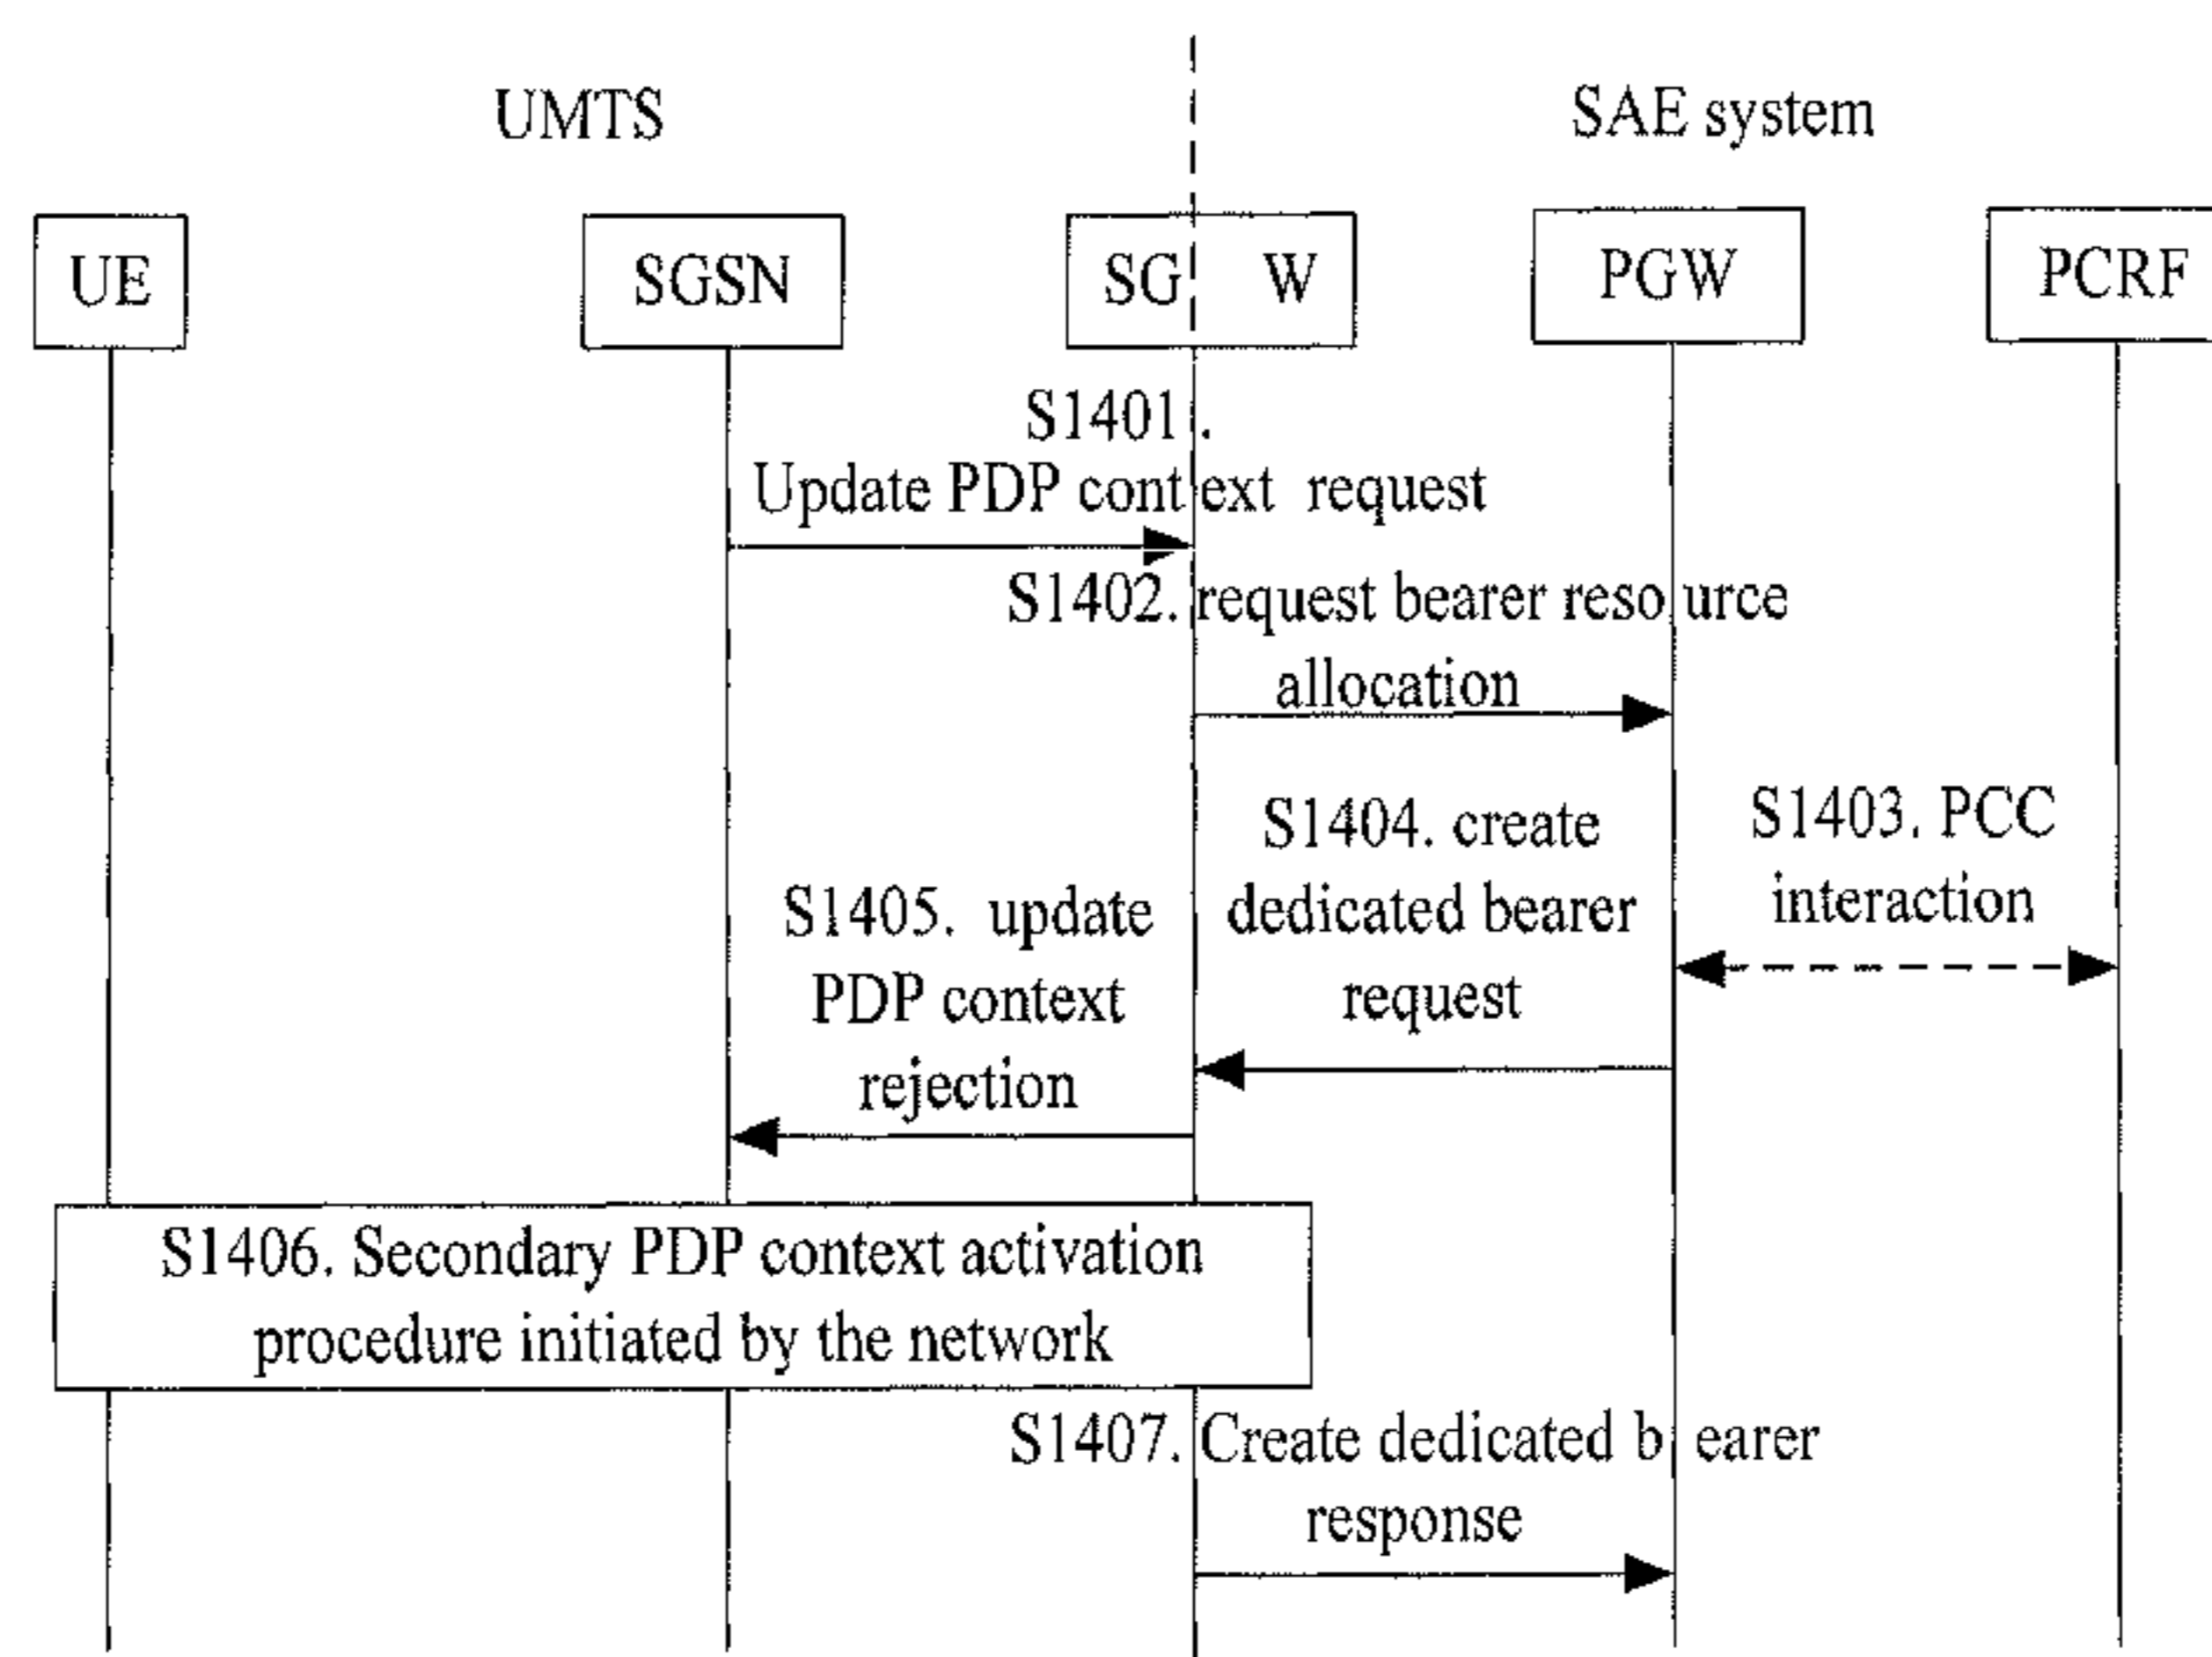 UMTS
SAE system
UE
SGSN
SG W
PGW
PCRF
S1401.
Update PDP context request
S1402. request bearer resource
allocation
S1403. PCC
interaction
S1404. create
dedicated bearer
request
S1405. update
PDP context
rejection
S1406. Secondary PDP context activation
procedure initiated by the network
S1407. Create dedicated bearer
response